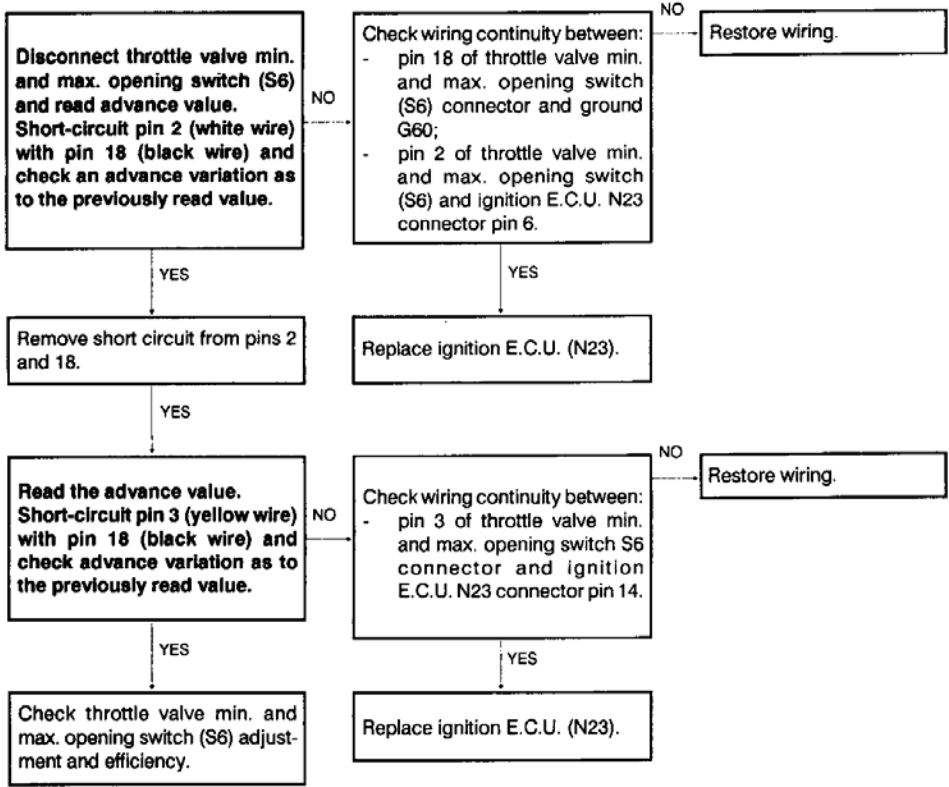 Disconnect throttle valve min.
and max. opening switch (S6)
and read advance value.
Short-circuit pin 2 (white wire)
with pin 18 (black wire) and
check an advance variation as
to the previously read value.
NO
Check wiring continuity between:
- pin 18 of throttle valve min.
and max. opening switch
(S6) connector and ground
G60;
- pin 2 of throttle valve min.
and max. opening switch
(S6) and ignition E.C.U. N23
connector pin 6.
NO
Restore wiring.
YES
YES
Remove short circuit from pins 2
and 18.
Replace ignition E.C.U. (N23).
YES
Read the advance value.
Short-circuit pin 3 (yellow wire)
with pin 18 (black wire) and
check advance variation as to
the previously read value.
NO
Check wiring continuity between:
- pin 3 of throttle valve min.
and max. opening switch S6
connector and ignition
E.C.U. N23 connector pin 14.
NO
Restore wiring.
YES
YES
Check throttle valve min. and
max. opening switch (S6) adjust-
ment and efficiency.
Replace ignition E.C.U. (N23).